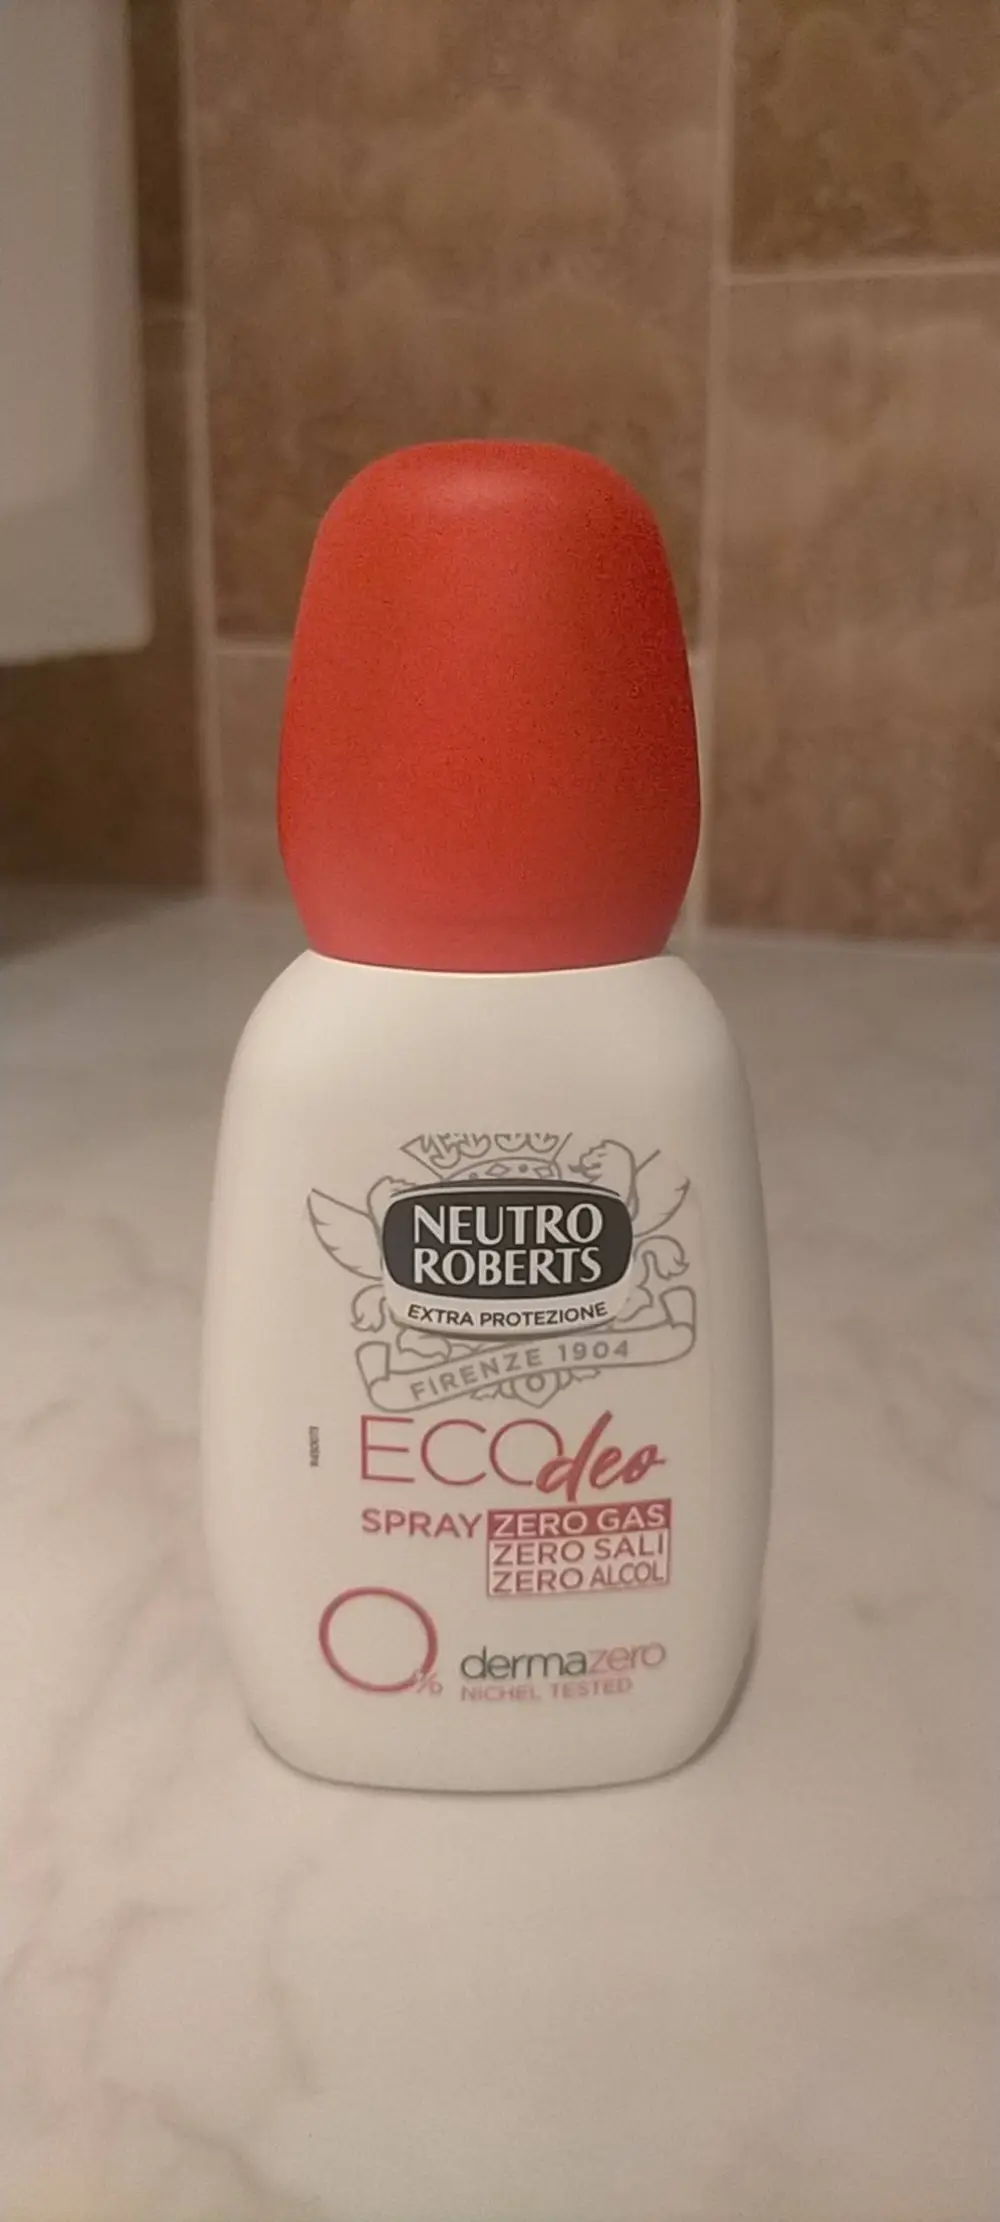 NEUTRO
ROBERTS
EXTRA PROTEZIONE
FIRENZE 1904
ECOdeo
SPRAY ZERO GAS
ZERO SALI
ZERO ALCOL
0%
dermazero
NICHEL TESTED